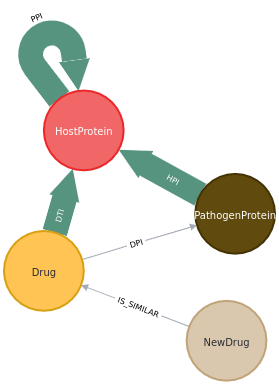 PPI
HostProtein
HPI
DTI
PathogenProtein
DPI
Drug
IS_SIMILAR
NewDrug